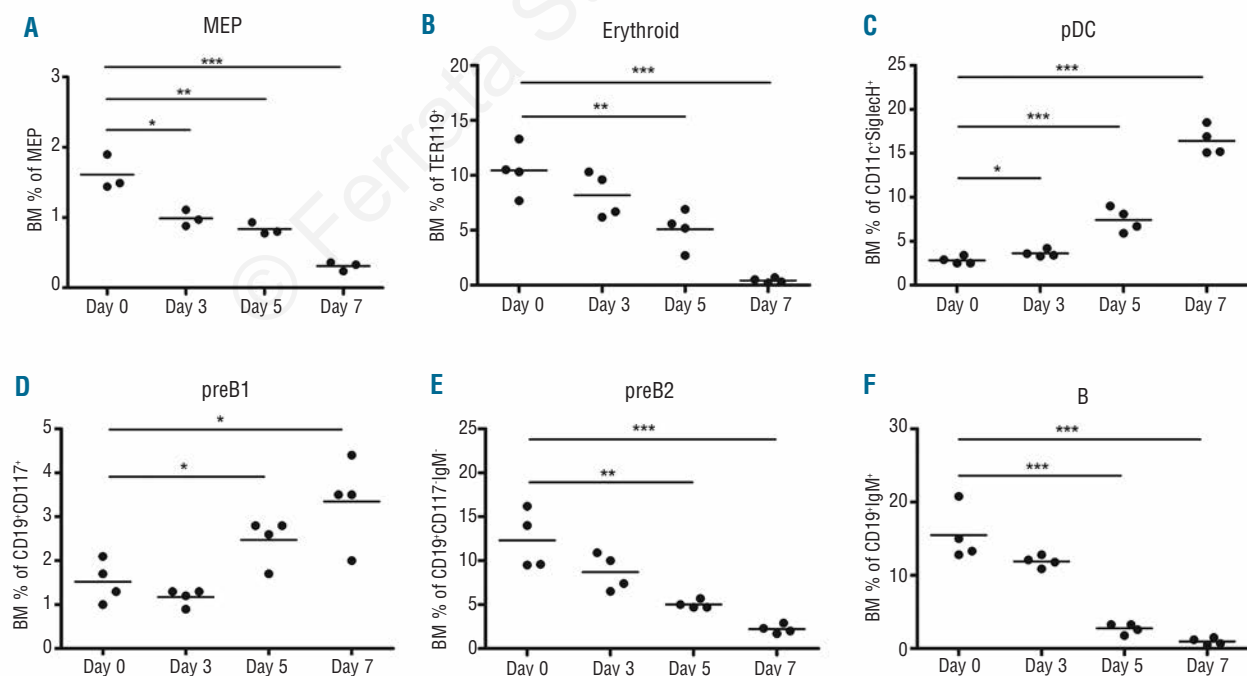 © Ferrata S
A
MEP
BM % of MEP
3
2
1
0
***
**
*
Day 0 Day 3 Day 5 Day 7
B
Erythroid
BM % of TER119⁺
20
15
10
5
0
***
**
Day 0 Day 3 Day 5 Day 7
C
pDC
BM % of CD11c⁺SiglecH⁺
25
20
15
10
5
0
***
***
*
Day 0 Day 3 Day 5 Day 7
D
preB1
BM % of CD19⁺CD117⁺
5
4
3
2
1
0
*
*
Day 0 Day 3 Day 5 Day 7
E
preB2
BM % of CD19⁺CD117⁻IgM⁻
25
20
15
10
5
0
***
**
Day 0 Day 3 Day 5 Day 7
F
B
BM % of CD19⁺IgM⁺
30
20
10
0
***
***
Day 0 Day 3 Day 5 Day 7